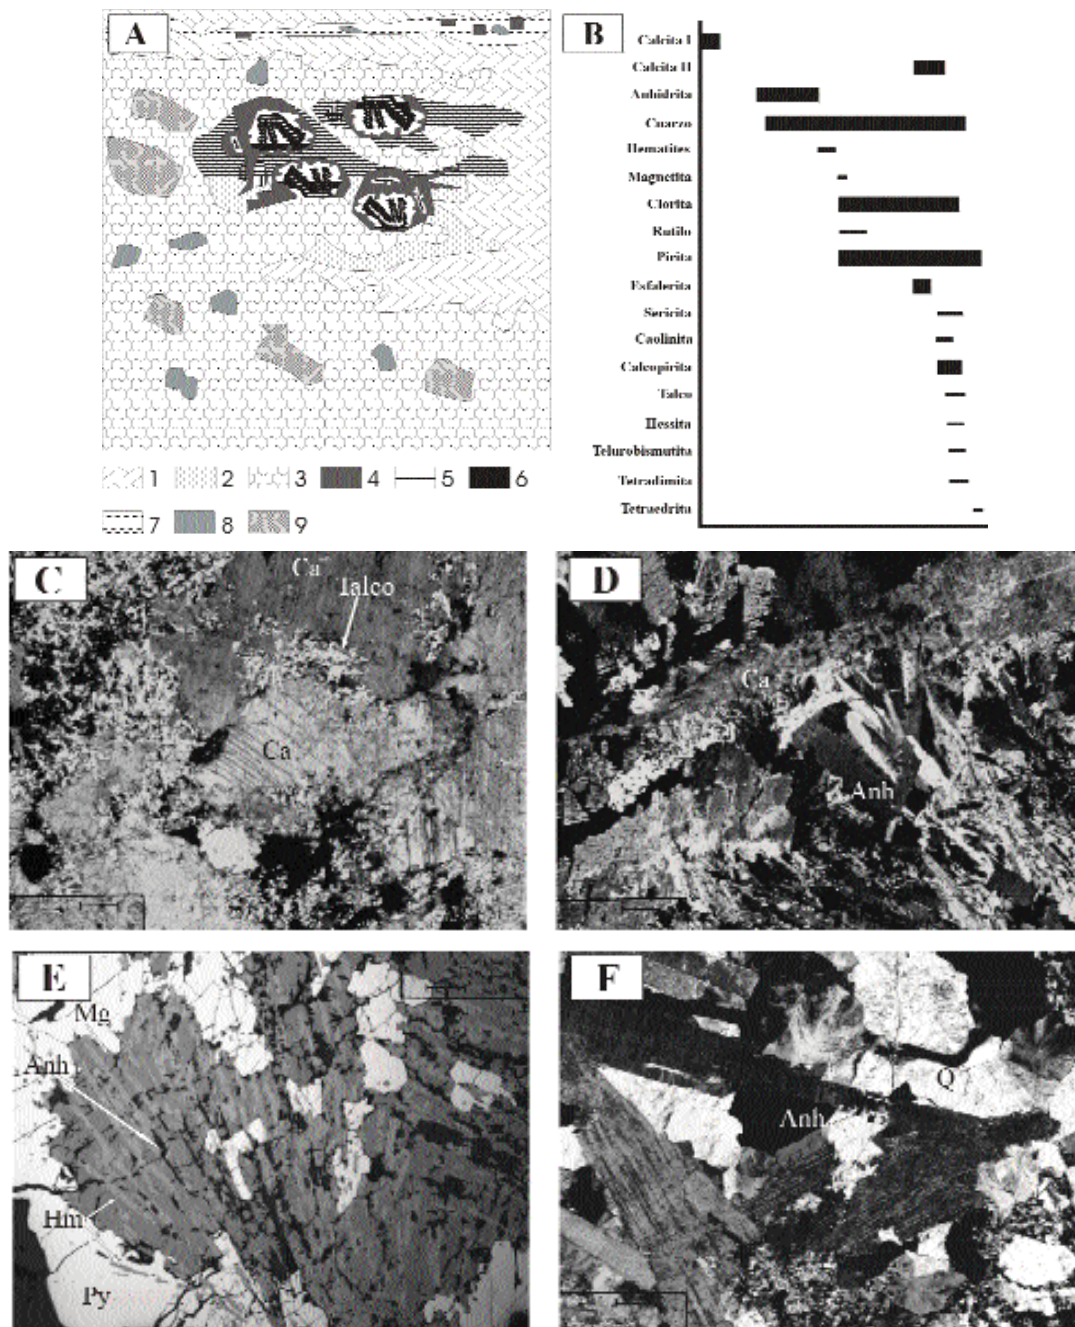 A
B
Calcita I
Calcita II
Anhidrita
Cuarzo
Hematites
Magnetita
Clorita
Rutilo
Pirita
Esfalerita
Sericita
Caolinita
Calcopirita
Talco
Hessita
Telurobismutita
Tetradimita
Tetraedrita
1 2 3 4 5 6
7 8 9
C
Ca
Talco
Ca
D
Ca
Anh
E
Mg
Anh
Hm
Py
F
Q
Anh